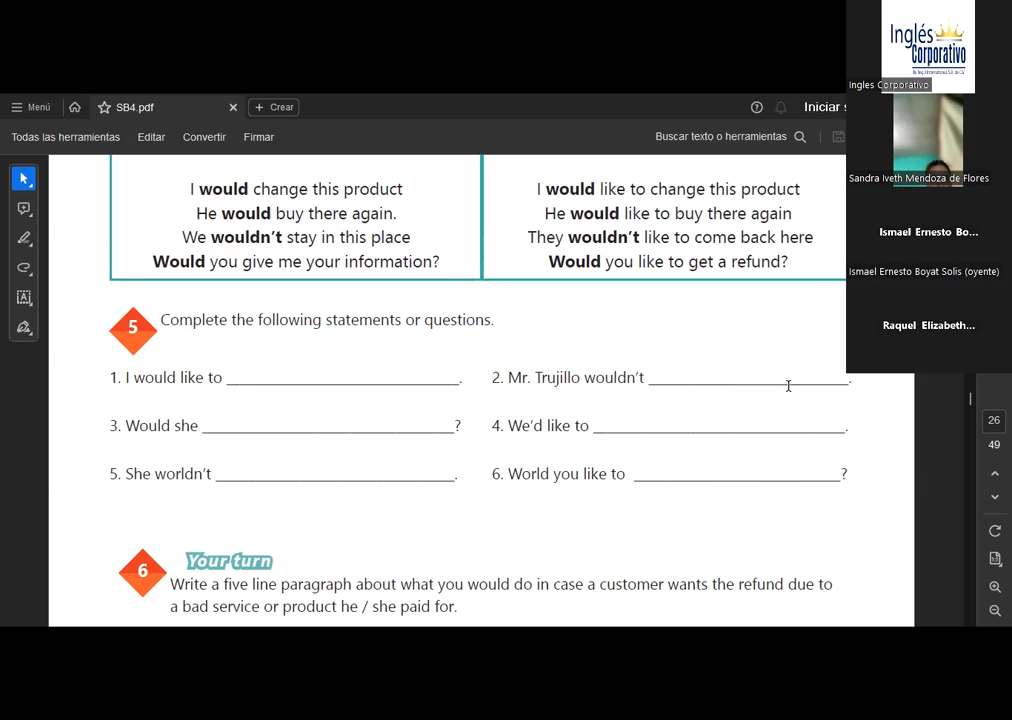 Inglés
Corporativo
Ingles Corporativo
Menú
SB4.pdf
Crear
Iniciar s
Todas las herramientas
Editar
Convertir
Firmar
Buscar texto o herramientas
Sandra Iveth Mendoza de Flores
I would change this product
He would buy there again.
We wouldn't stay in this place
Would you give me your information?
I would like to change this product
He would like to buy there again
They wouldn't like to come back here
Would you like to get a refund?
Ismael Ernesto Bo...
Ismael Ernesto Boyat Solis (oyente)
Raquel Elizabeth...
5 Complete the following statements or questions.
1. I would like to ______________________________.
2. Mr. Trujillo wouldn't __________________________.
3. Would she ________________________________?
4. We'd like to ________________________________.
5. She worldn't ______________________________.
6. World you like to __________________________?
26
49
6 Your turn
Write a five line paragraph about what you would do in case a customer wants the refund due to
a bad service or product he / she paid for.